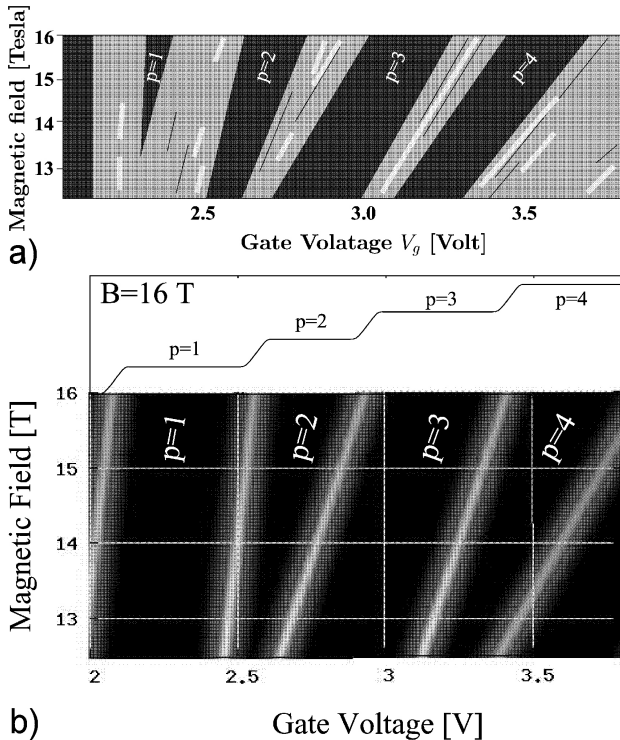 16
15
14
13
Magnetic field [Tesla]
p=1
p=2
p=3
p=4
2.5
3.0
3.5
Gate Volatage Vg [Volt]
a)
B=16 T
p=1
p=2
p=3
p=4
16
15
14
13
Magnetic Field [T]
p=1
p=2
p=3
p=4
2
2.5
3
3.5
b)
Gate Voltage [V]